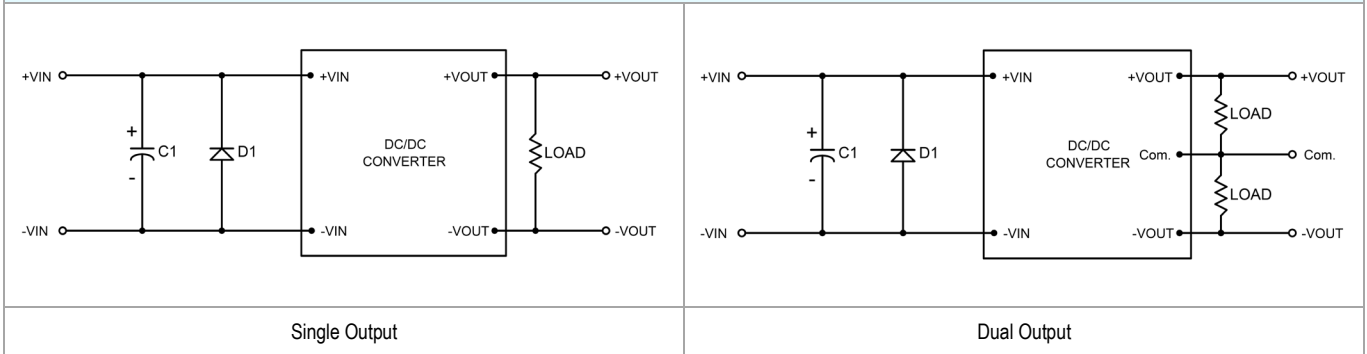 +VIN
+VIN
+VOUT
+VOUT
+
C1
-
D1
DC/DC
CONVERTER
LOAD
-VIN
-VIN
-VOUT
-VOUT
Single Output
+VIN
+VIN
+VOUT
+VOUT
LOAD
+
C1
-
D1
DC/DC
CONVERTER
Com.
Com.
LOAD
-VIN
-VIN
-VOUT
-VOUT
Dual Output